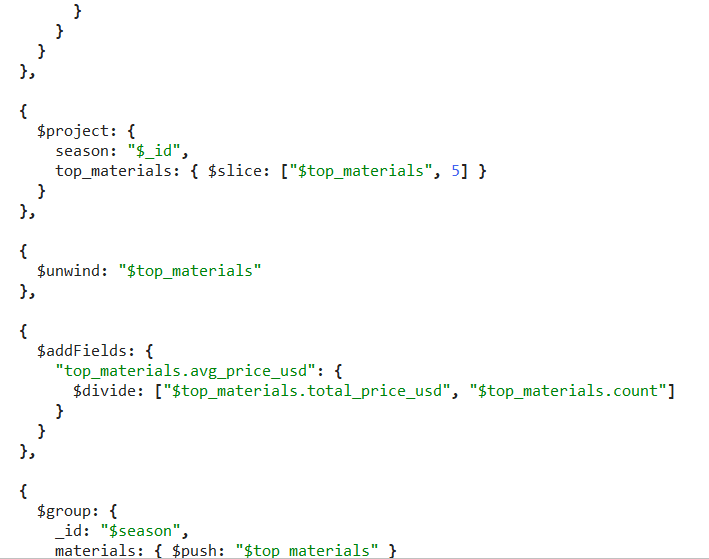 }
    }
  }
},

{
  $project: {
    season: "$_id",
    top_materials: { $slice: ["$top_materials", 5] }
  }
},

{
  $unwind: "$top_materials"
},

{
  $addFields: {
    "top_materials.avg_price_usd": {
      $divide: ["$top_materials.total_price_usd", "$top_materials.count"]
    }
  }
},

{
  $group: {
    _id: "$season",
    materials: { $push: "$top_materials" }